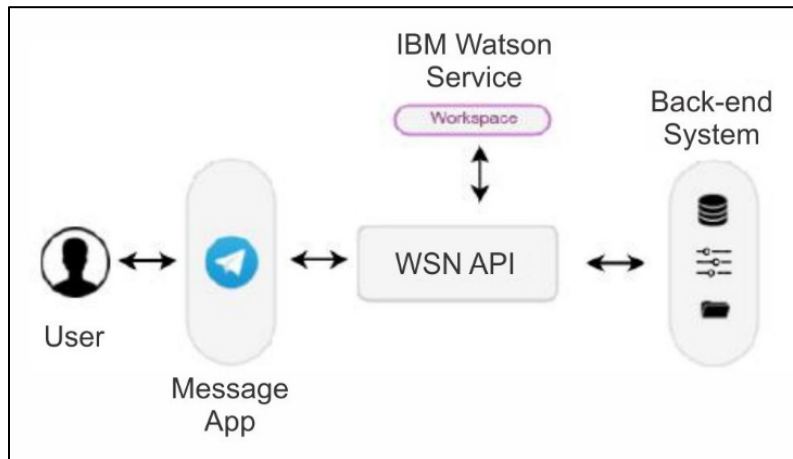 IBM Watson
Service
Workspace
Back-end
System
WSN API
User
Message
App